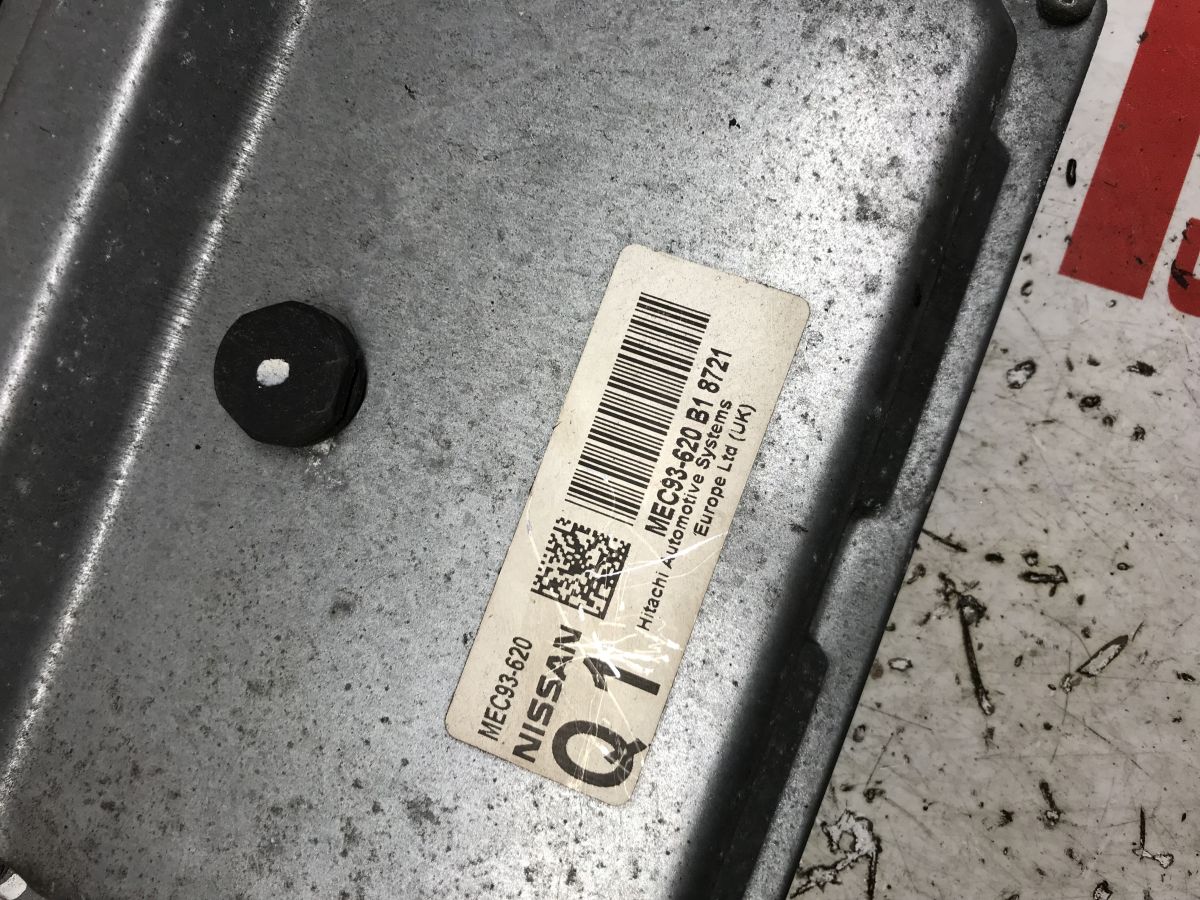 MEC93-620
NISSAN
Q1
MEC93-620 B1 8721
Hitachi Automotive Systems
Europe Ltd (UK)